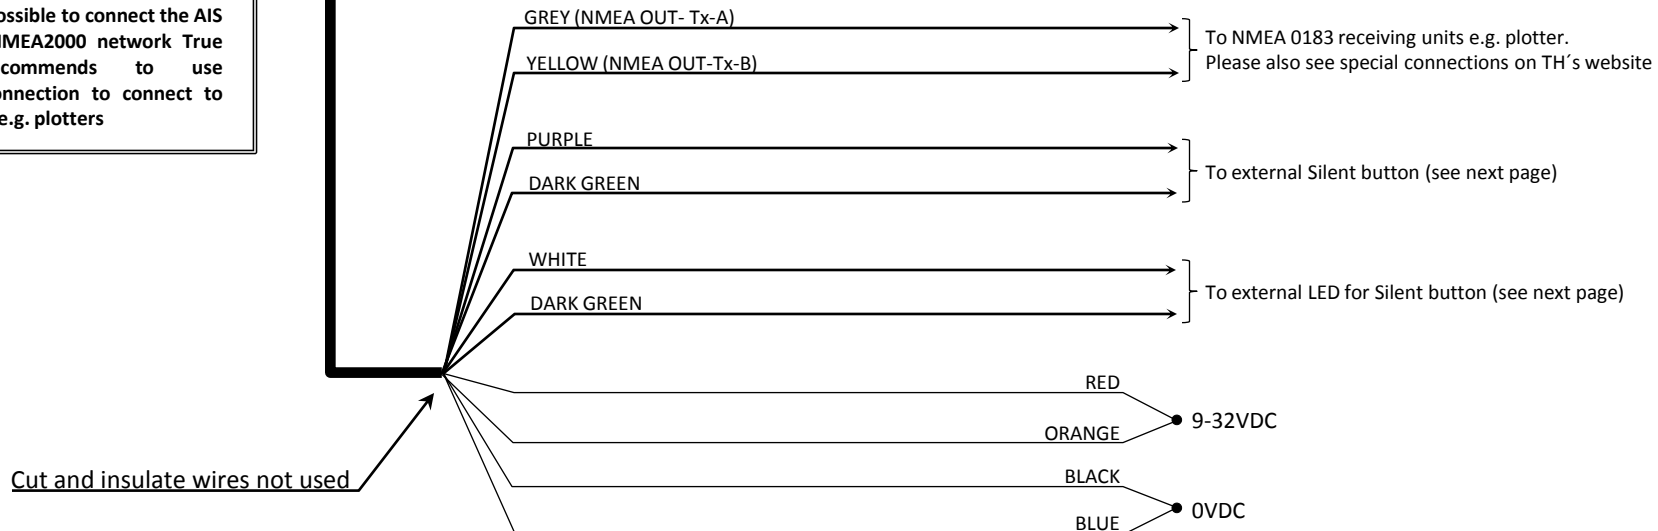 ossible to connect the AIS
NMEA2000 network True
commends to use
onnection to connect to
e.g. plotters
GREY (NMEA OUT- Tx-A)
YELLOW (NMEA OUT-Tx-B)
To NMEA 0183 receiving units e.g. plotter.
Please also see special connections on TH´s website
PURPLE
DARK GREEN
To external Silent button (see next page)
WHITE
DARK GREEN
To external LED for Silent button (see next page)
RED
ORANGE
9-32VDC
Cut and insulate wires not used
BLACK
BLUE
0VDC